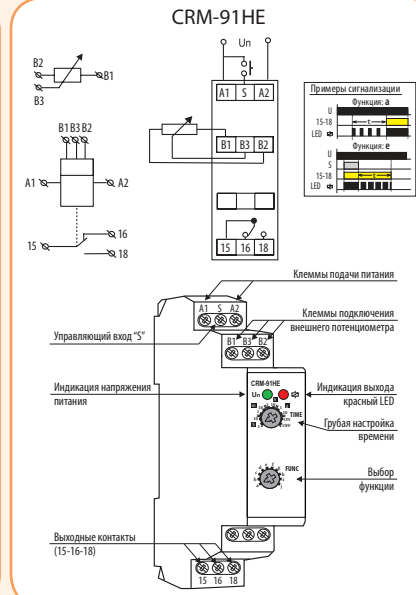 CRM-91HE
Un
B2
B1
B3
A1 S A2
B1 B3 B2
B1 B3 B2
A1
A2
16
15
18
15 16 18
Примеры сигнализации
Функция: a
U
15-18
t
LED
Функция: e
U
S
15-18
t
LED
Клеммы подачи питания
A1 S A2
Клеммы подключения
внешнего потенциометра
Управляющий вход “S”
B1 B3 B2
CRM-91HE
Индикация напряжения
питания
Un
Индикация выхода
красный LED
TIME
ON
OFF
Грубая настройка
времени
FUNC
Выбор
функции
Выходные контакты
(15-16-18)
15 16 18